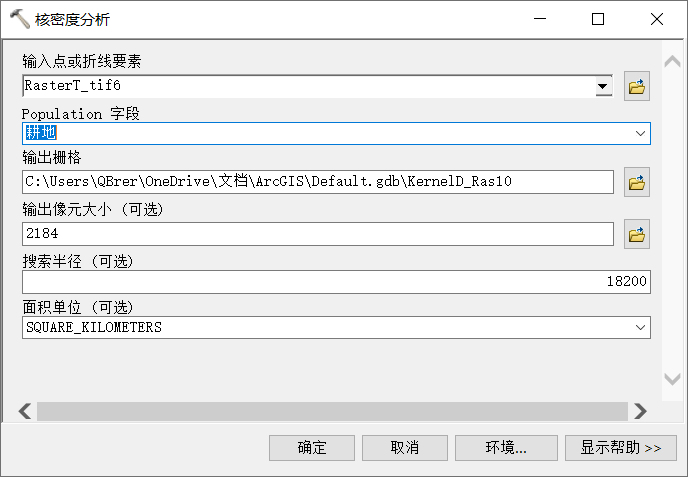 核密度分析
输入点或折线要素
RasterT_tif6
Population 字段
耕地
输出栅格
C:\Users\QBrer\OneDrive\文档\ArcGIS\Default.gdb\KernelD_Ras10
输出像元大小 (可选)
2184
搜索半径 (可选)
18200
面积单位 (可选)
SQUARE_KILOMETERS
确定 取消 环境... 显示帮助 >>